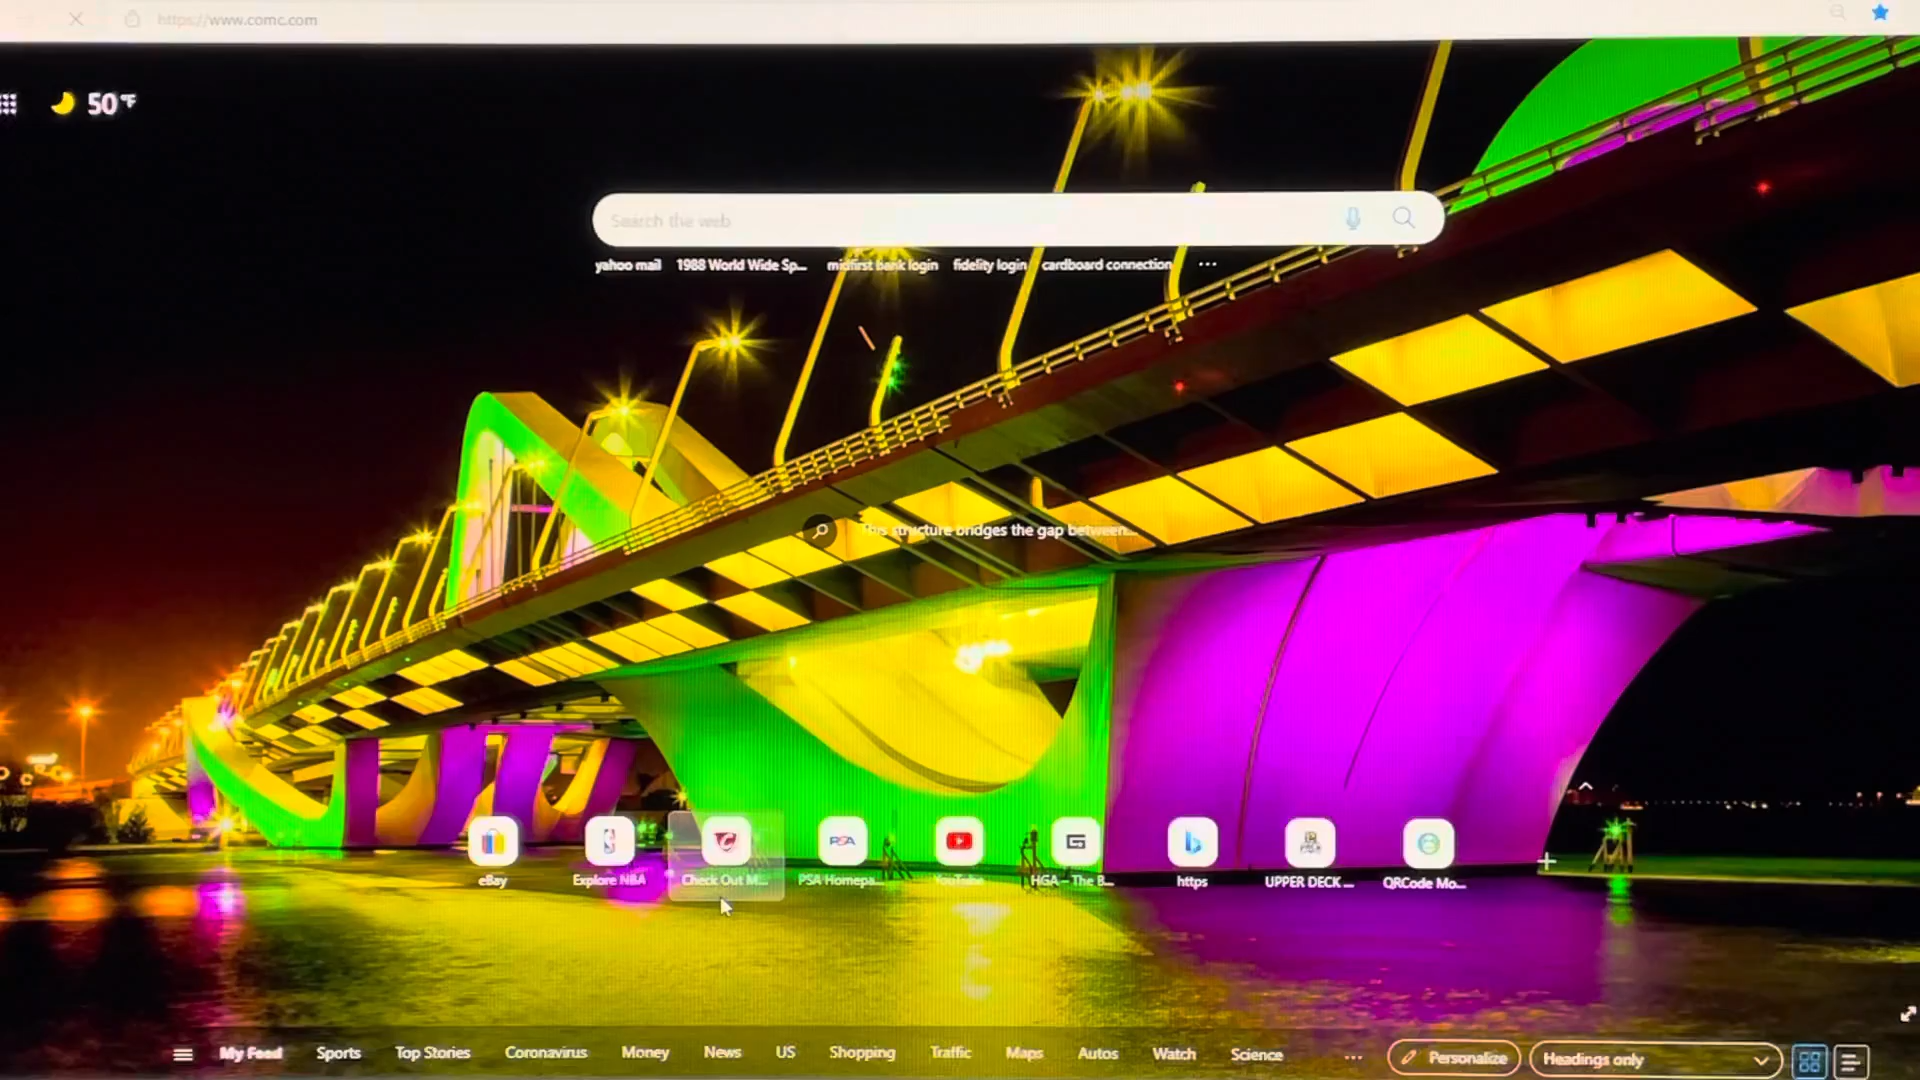 https://www.comc.com
50°F
Search the web
yahoo mail 1988 World Wide Sp... midfirst bank login fidelity login cardboard connection ...
This structure bridges the gap between...
PSA
eBay Explore NBA Check Out M... PSA Homepa... YouTube HGA – The B... https UPPER DECK ... QRCode Mo...
My Feed Sports Top Stories Coronavirus Money News US Shopping Traffic Maps Autos Watch Science ... Personalize Headings only